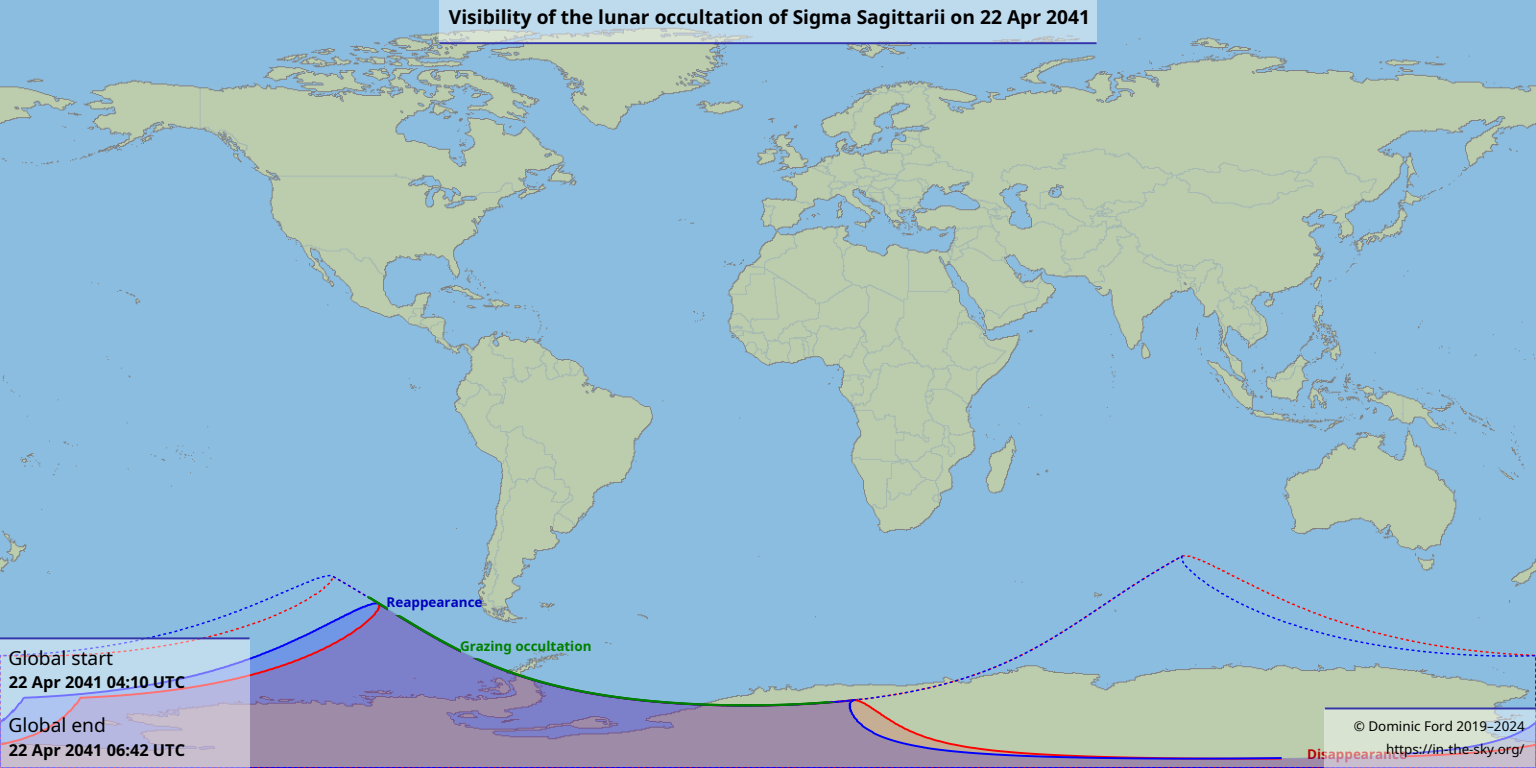 Visibility of the lunar occultation of Sigma Sagittarii on 22 Apr 2041
Reappearance
Grazing occultation
Global start
22 Apr 2041 04:10 UTC
Global end
22 Apr 2041 06:42 UTC
© Dominic Ford 2019–2024
https://in-the-sky.org/
Disappearance